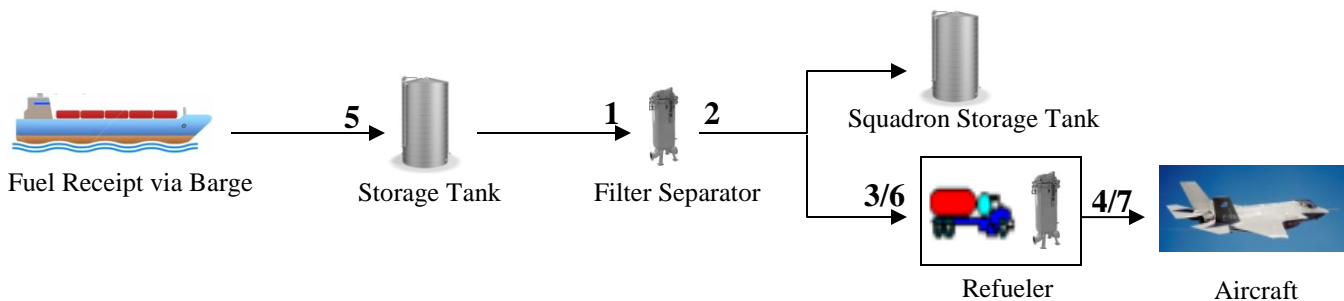 5
1
2
Squadron Storage Tank
Fuel Receipt via Barge
Storage Tank
Filter Separator
3/6
4/7
Refueler
Aircraft